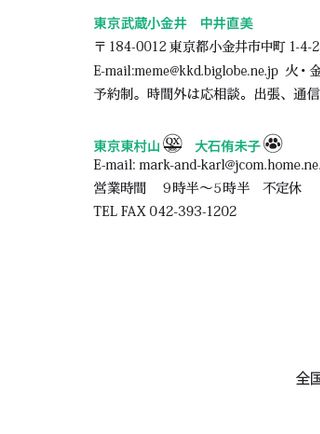 東京武蔵小金井　中井直美
〒184-0012 東京都小金井市中町 1-4-2
E-mail:meme@kkd.biglobe.ne.jp 火・金
予約制。時間外は応相談。出張、通信
東京東村山 QX 大石侑未子
E-mail: mark-and-karl@jcom.home.ne.
営業時間　9時半〜5時半　不定休
TEL FAX 042-393-1202
全国